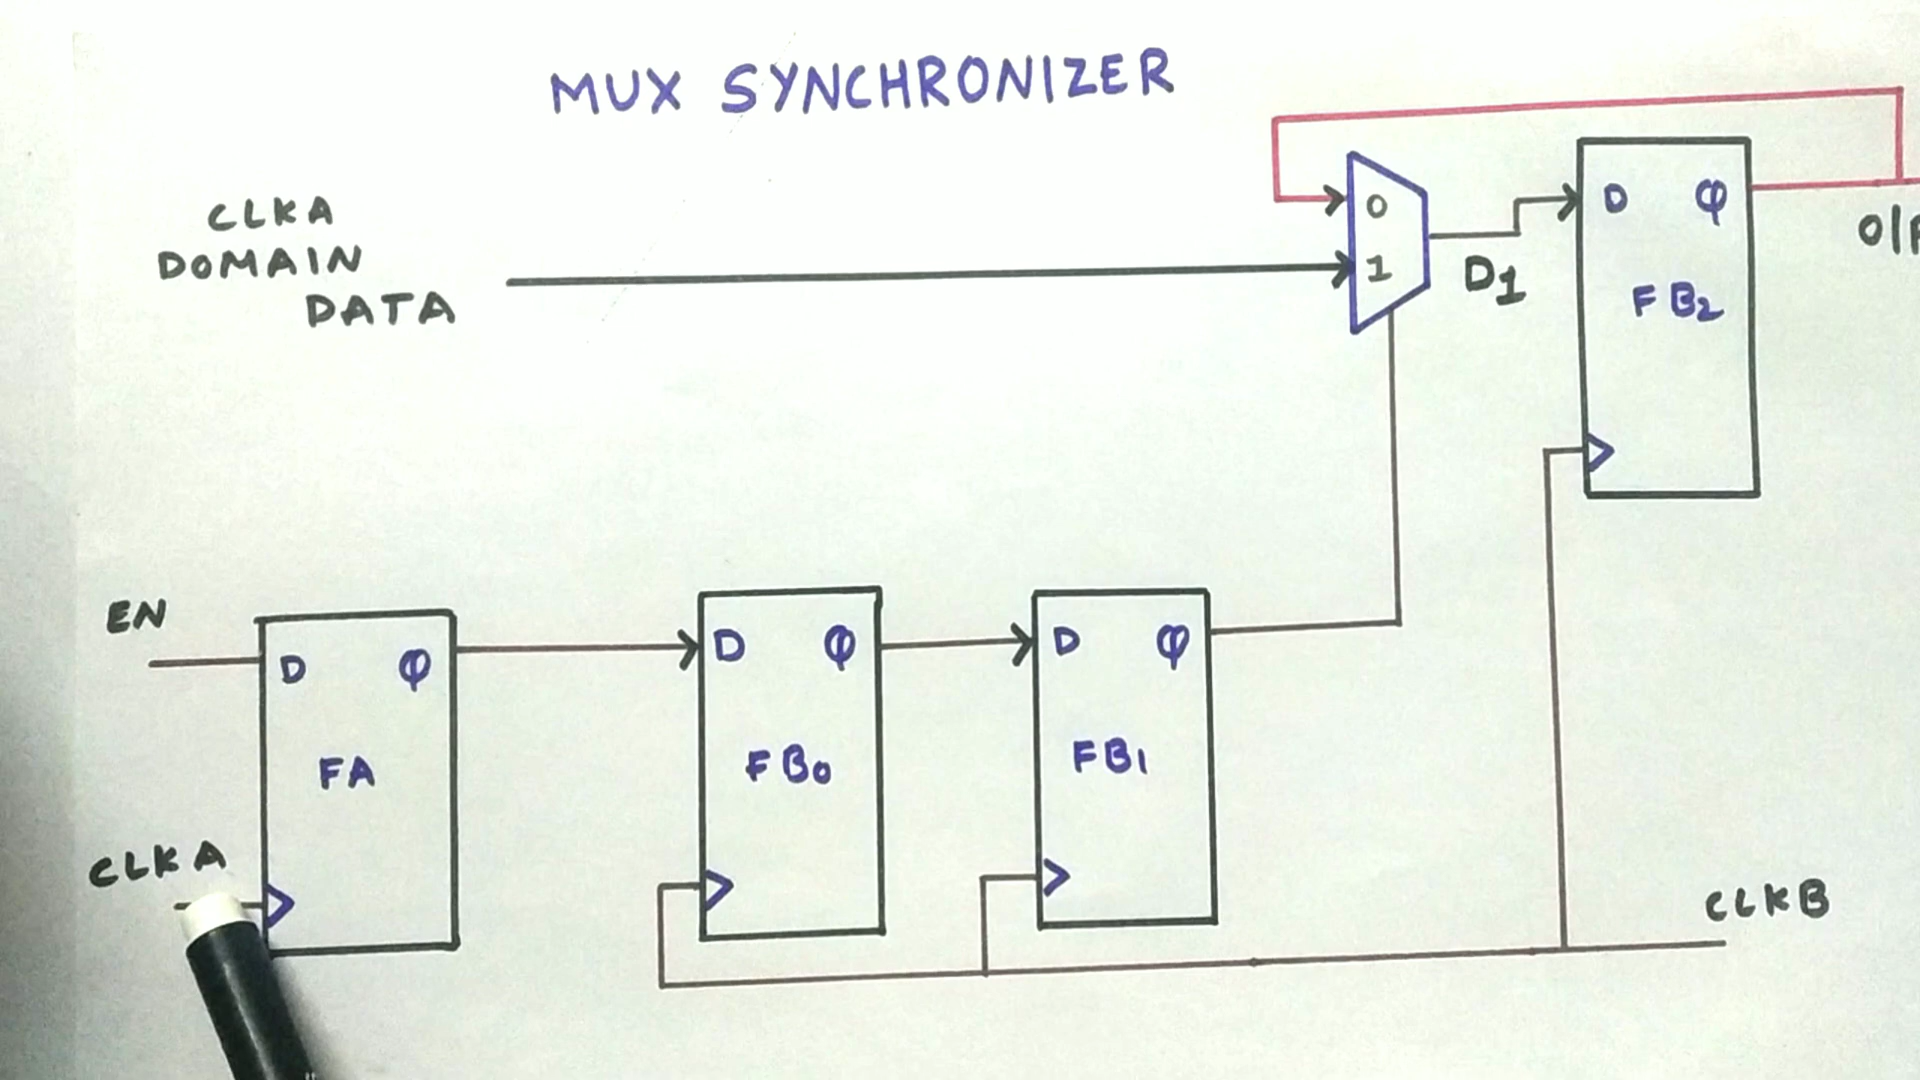 MUX SYNCHRONIZER
CLKA
DOMAIN
DATA
0
1
D1
D Q
FB2
EN
D Q
FA
CLKA
D Q
FB0
D Q
FB1
CLKB